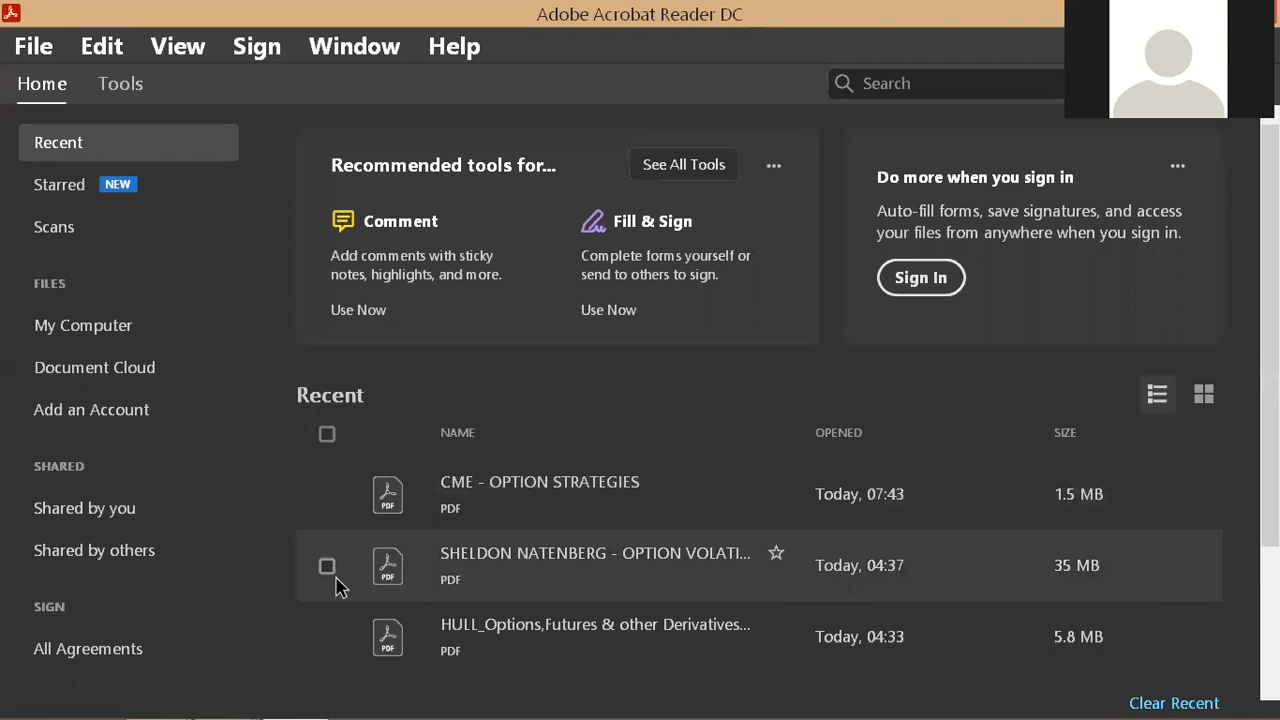 Adobe Acrobat Reader DC
File Edit View Sign Window Help
Home Tools
Search
Recent
Starred NEW
Scans
FILES
My Computer
Document Cloud
Add an Account
SHARED
Shared by you
Shared by others
SIGN
All Agreements
Recommended tools for...
See All Tools
Comment
Add comments with sticky
notes, highlights, and more.
Use Now
Fill & Sign
Complete forms yourself or
send to others to sign.
Use Now
Do more when you sign in
Auto-fill forms, save signatures, and access
your files from anywhere when you sign in.
Sign In
Recent
NAME OPENED SIZE
CME - OPTION STRATEGIES
PDF
Today, 07:43
1.5 MB
SHELDON NATENBERG - OPTION VOLATI...
PDF
Today, 04:37
35 MB
HULL_Options,Futures & other Derivatives...
PDF
Today, 04:33
5.8 MB
Clear Recent